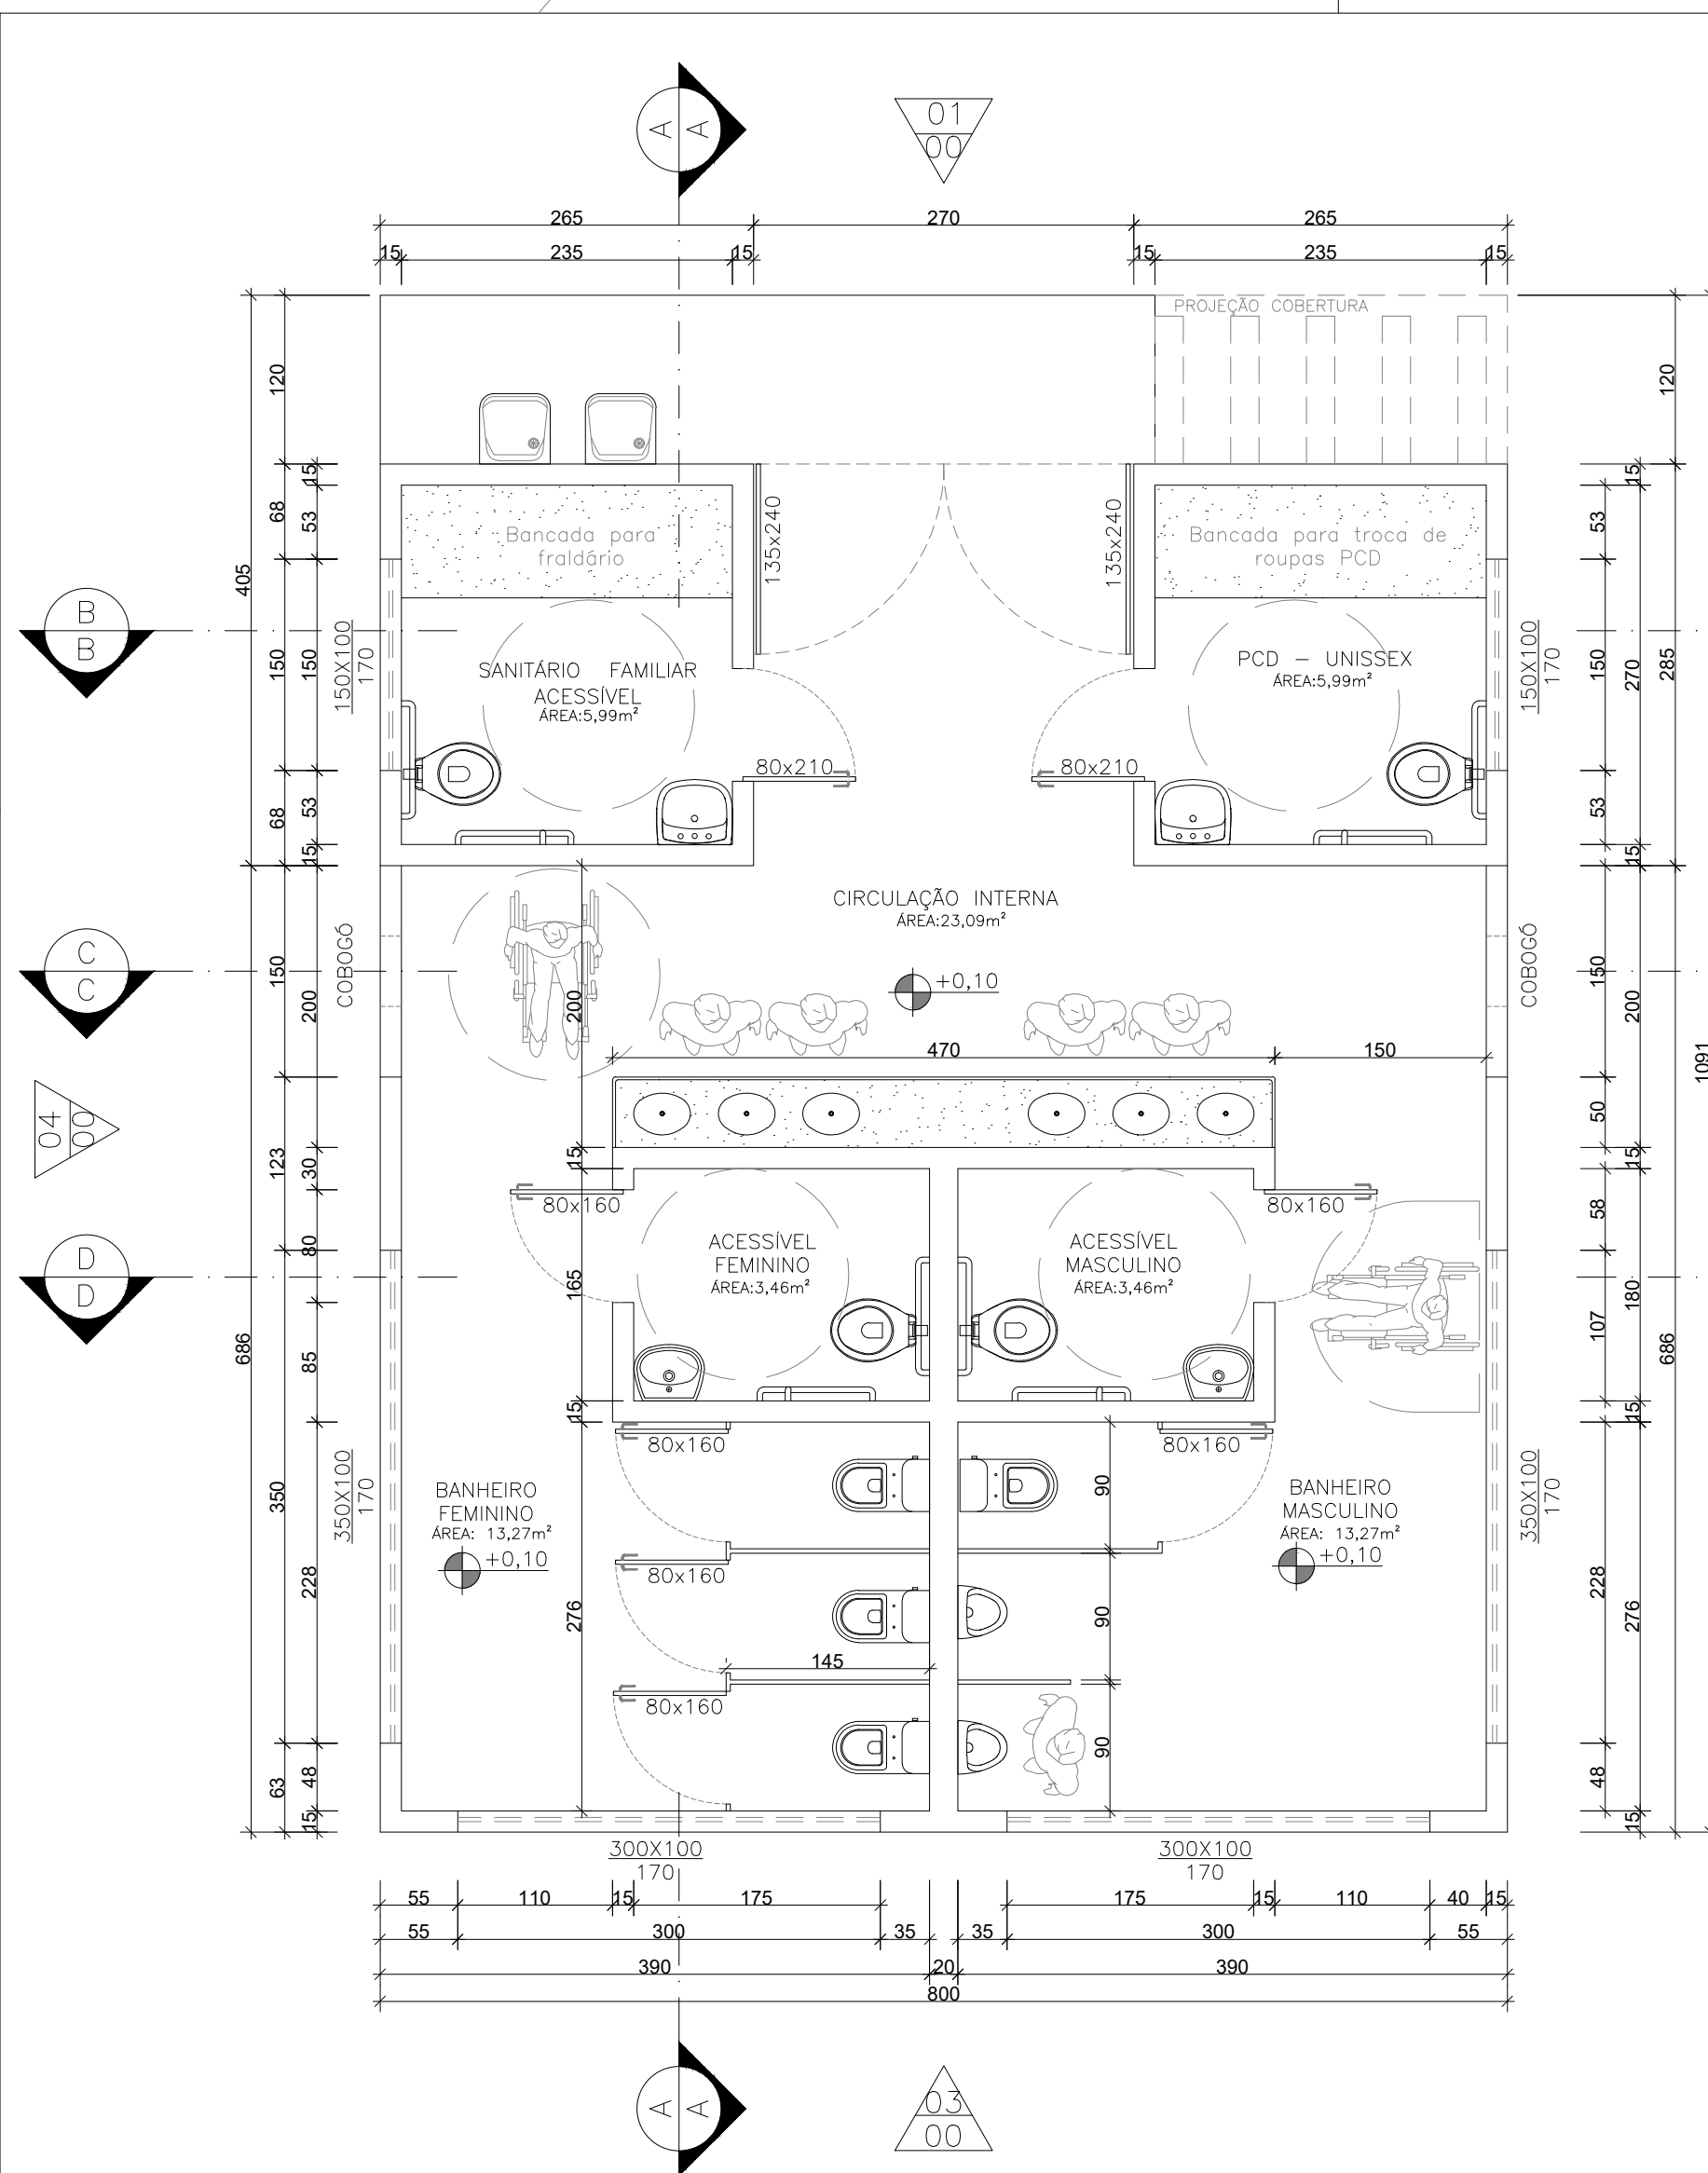 A A
01
00
265 270 265
15 235 15 15 235 15
PROJEÇÃO COBERTURA
120
120
15
68
53
Bancada para
fraldário
135x240
135x240
Bancada para troca de
roupas PCD
53
15
405
B
B
150X100
170
150
150
SANITÁRIO FAMILIAR
ACESSÍVEL
ÁREA:5,99m²
PCD – UNISSEX
ÁREA:5,99m²
150X100
170
150
270
285
80x210
80x210
68
53
15
53
15
CIRCULAÇÃO INTERNA
ÁREA:23,09m²
C
C
COBOGÓ
150
200
200
+0,10
COBOGÓ
150
200
1091
470
150
04
00
50
123
30
15
15
80x160
80x160
58
D
D
80
165
ACESSÍVEL
FEMININO
ÁREA:3,46m²
ACESSÍVEL
MASCULINO
ÁREA:3,46m²
180
107
686
85
686
15
15
80x160
80x160
350X100
170
350
BANHEIRO
FEMININO
ÁREA: 13,27m²
+0,10
90
BANHEIRO
MASCULINO
ÁREA: 13,27m²
+0,10
350X100
170
80x160
228
276
90
228
276
145
80x160
90
63
48
15
48
15
300X100
170
300X100
170
55 110 15 175 175 15 110 40 15
55 300 35 35 300 55
390 20 390
800
A A
03
00